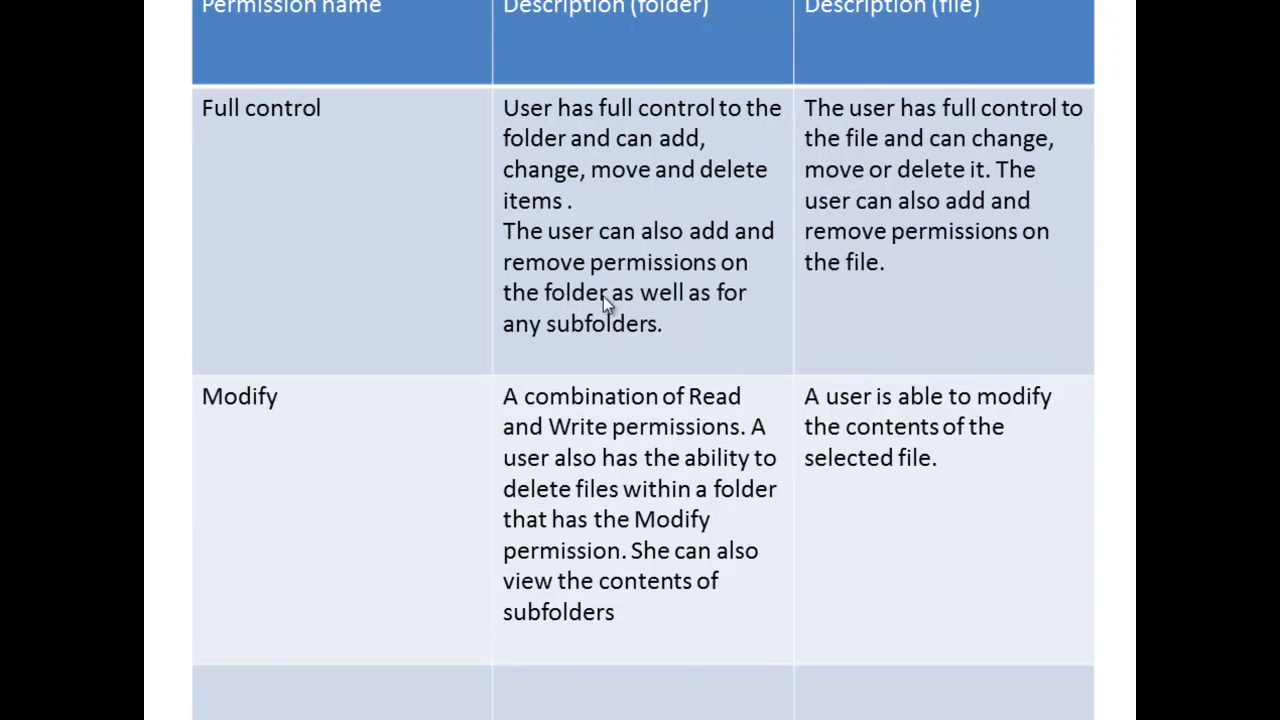 Permission name
Description (folder)
Description (file)
Full control
User has full control to the
folder and can add,
change, move and delete
items .
The user can also add and
remove permissions on
the folder as well as for
any subfolders.
The user has full control to
the file and can change,
move or delete it. The
user can also add and
remove permissions on
the file.
Modify
A combination of Read
and Write permissions. A
user also has the ability to
delete files within a folder
that has the Modify
permission. She can also
view the contents of
subfolders
A user is able to modify
the contents of the
selected file.